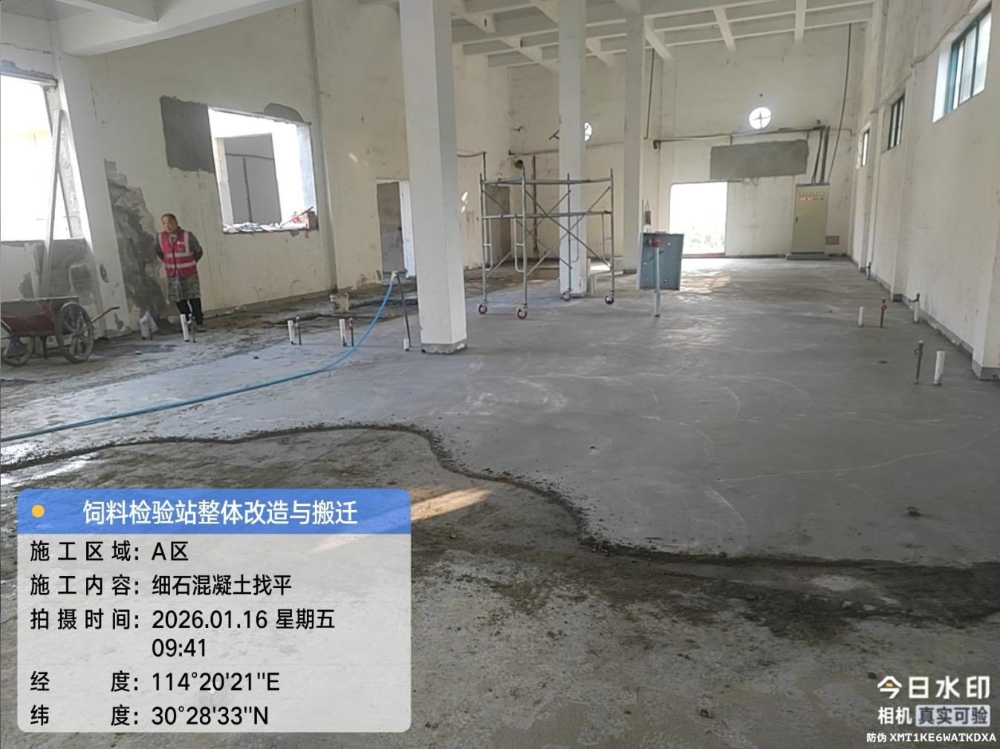 饲料检验站整体改造与搬迁
施工区域：A区
施工内容：细石混凝土找平
拍摄时间：2026.01.16 星期五
09:41
经度：114°20'21"E
纬度：30°28'33"N
今日水印
相机 真实可验
防伪 XMT1KE6WATKDXA